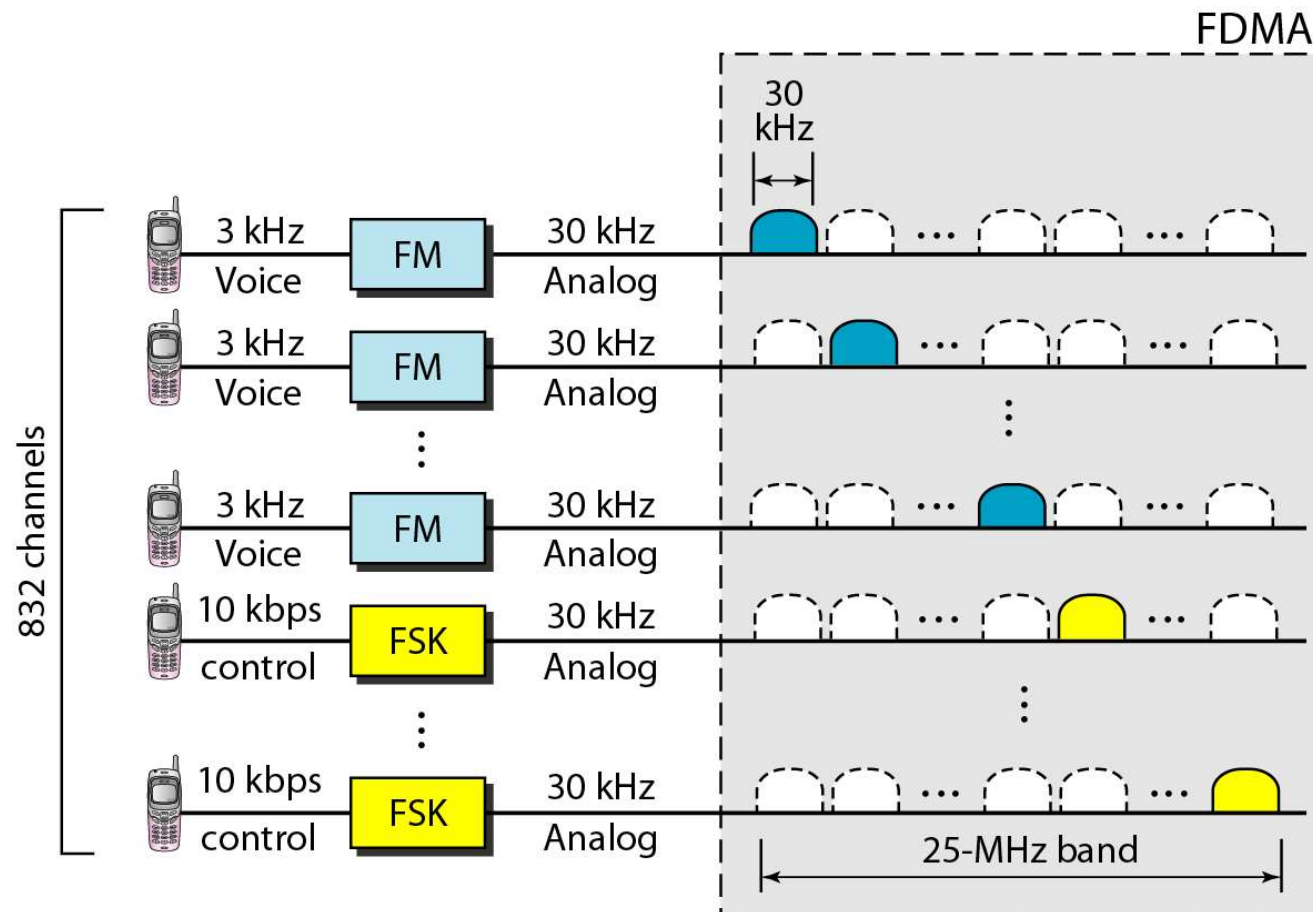 FDMA
30
kHz
832 channels
3 kHz
Voice
FM
30 kHz
Analog
...
3 kHz
Voice
FM
30 kHz
Analog
...
3 kHz
Voice
FM
30 kHz
Analog
10 kbps
control
FSK
30 kHz
Analog
...
10 kbps
control
FSK
30 kHz
Analog
25-MHz band